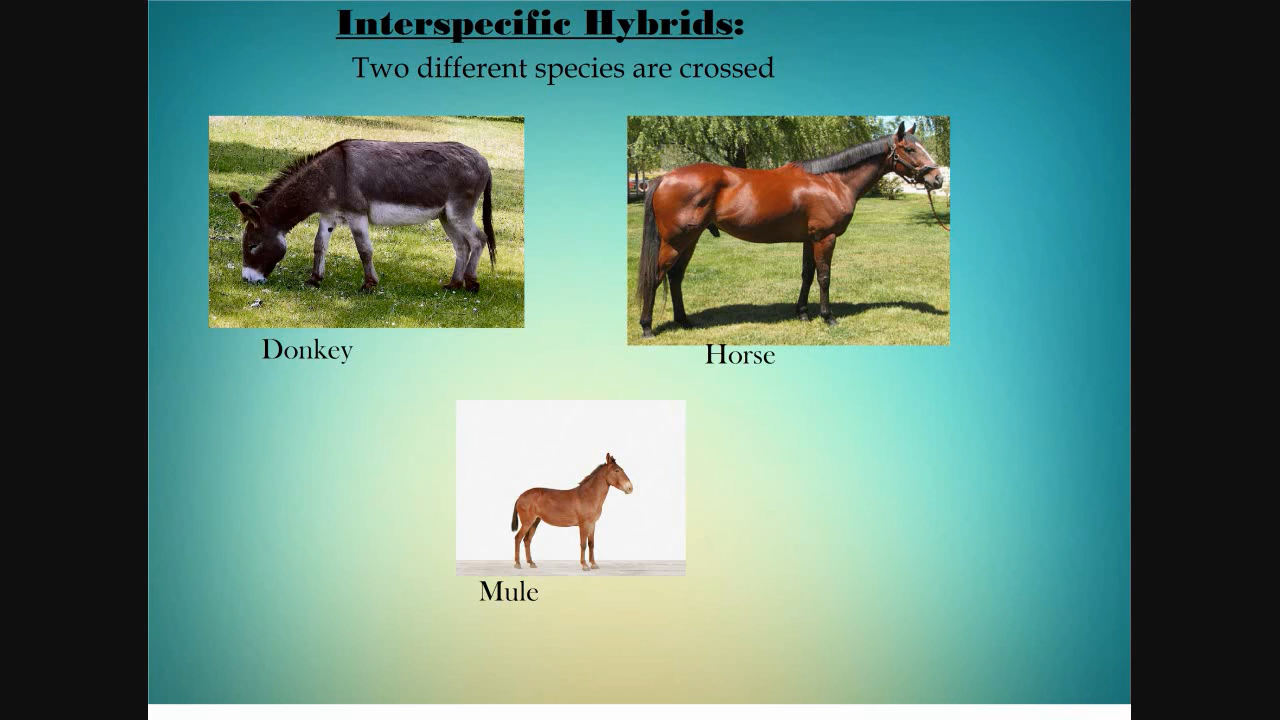 Interspecific Hybrids:
Two different species are crossed
Donkey
Horse
Mule